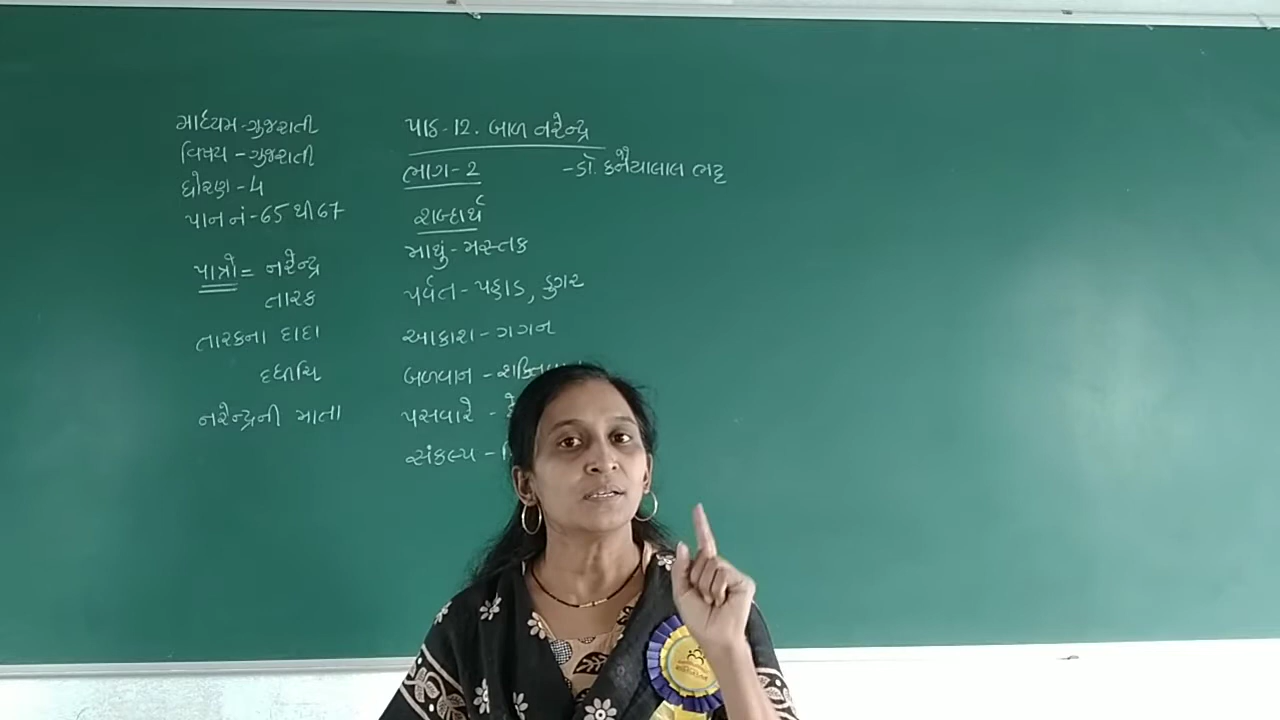 માધ્યમ-ગુજરાતી
વિષય - ગુજરાતી
ધોરણ - 4
પાન નં - 65 થી 67
પાત્રો = નરેન્દ્ર
તારક
તારકના દાદા
દધીચિ
નરેન્દ્રની માતા
પાઠ-12. બાળ નરેન્દ્ર
ભાગ-2
-ડૉ. કનૈયાલાલ ભટ્ટ
શબ્દાર્થ
માથું - મસ્તક
પર્વત - પહાડ, ડુગર
આકાશ - ગગન
બળવાન -
પસવારે -
સંકલ્પ -